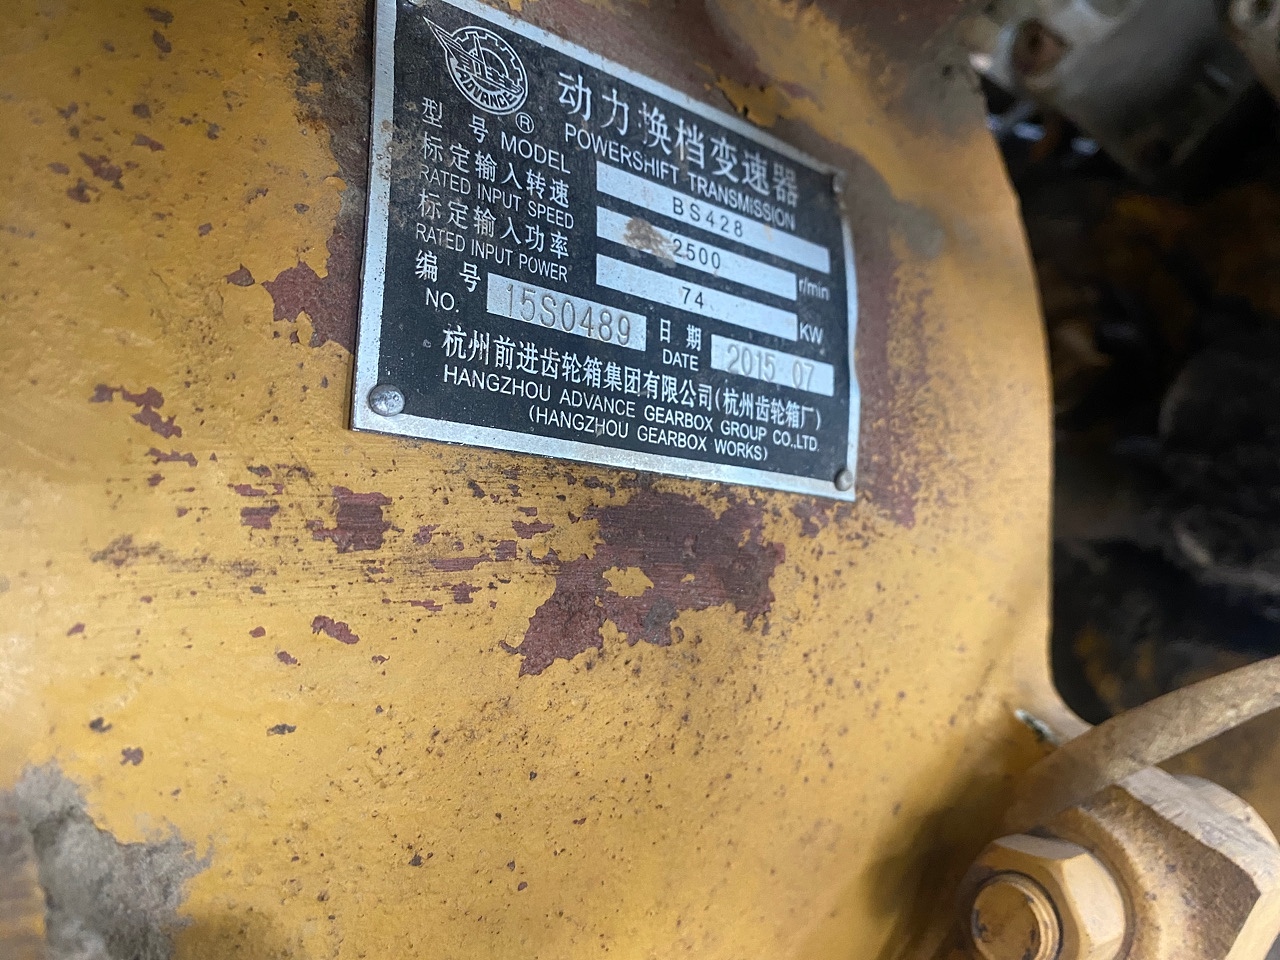 前进
ADVANCE
®
动力换档变速器
POWERSHIFT TRANSMISSION
型 号 MODEL BS428
标定输入转速 2500 r/min
RATED INPUT SPEED
标定输入功率 74 KW
RATED INPUT POWER
编 号 15S0489 日 期 2015 07
NO. DATE
杭州前进齿轮箱集团有限公司(杭州齿轮箱厂)
HANGZHOU ADVANCE GEARBOX GROUP CO.,LTD.
(HANGZHOU GEARBOX WORKS)